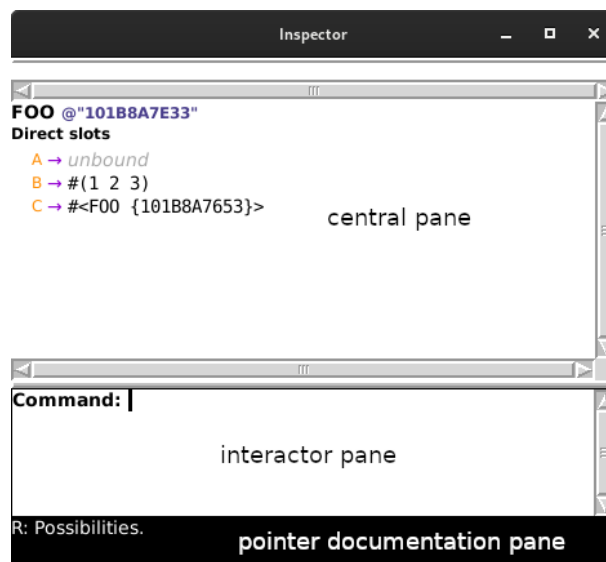 Inspector
FOO @"101B8A7E33"
Direct slots
A → unbound
B → #(1 2 3)
C → #<FOO {101B8A7653}>
central pane
Command:
interactor pane
R: Possibilities.
pointer documentation pane